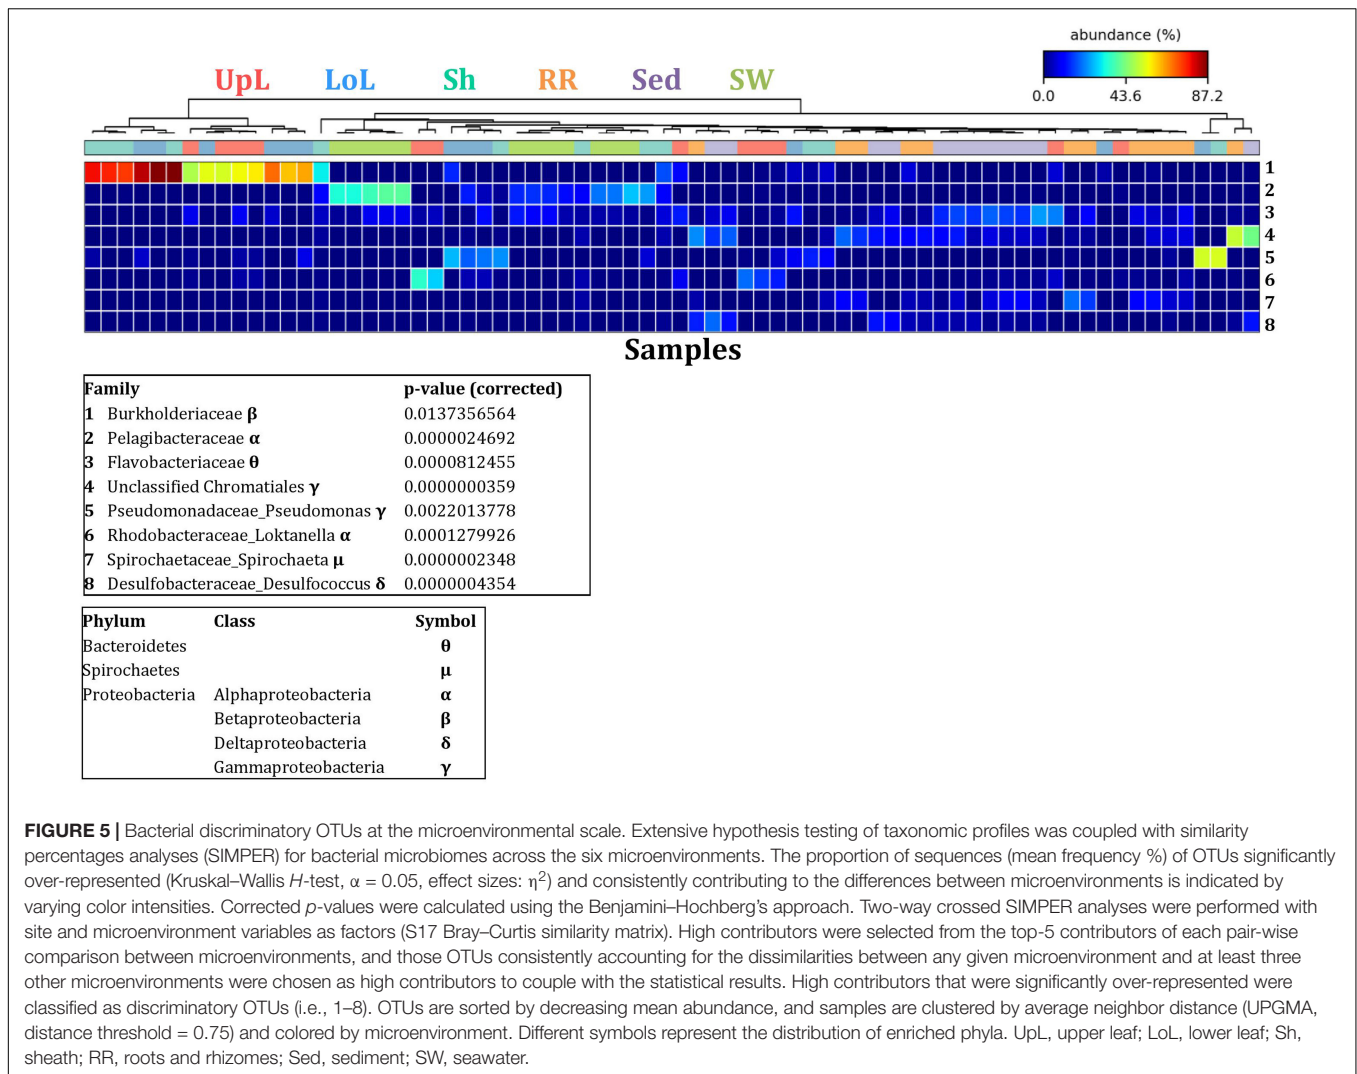 abundance (%)
0.0 43.6 87.2
UpL LoL Sh RR Sed SW
1
2
3
4
5
6
7
8
Samples
Family p-value (corrected)
1 Burkholderiaceae β 0.0137356564
2 Pelagibacteraceae α 0.0000024692
3 Flavobacteriaceae θ 0.0000812455
4 Unclassified Chromatiales γ 0.0000000359
5 Pseudomonadaceae_Pseudomonas γ 0.0022013778
6 Rhodobacteraceae_Loktanella α 0.0001279926
7 Spirochaetaceae_Spirochaeta μ 0.0000002348
8 Desulfobacteraceae_Desulfococcus δ 0.0000004354
Phylum Class Symbol
Bacteroidetes θ
Spirochaetes μ
Proteobacteria Alphaproteobacteria α
Betaproteobacteria β
Deltaproteobacteria δ
Gammaproteobacteria γ
FIGURE 5 | Bacterial discriminatory OTUs at the microenvironmental scale. Extensive hypothesis testing of taxonomic profiles was coupled with similarity
percentages analyses (SIMPER) for bacterial microbiomes across the six microenvironments. The proportion of sequences (mean frequency %) of OTUs significantly
over-represented (Kruskal–Wallis H-test, α = 0.05, effect sizes: η²) and consistently contributing to the differences between microenvironments is indicated by
varying color intensities. Corrected p-values were calculated using the Benjamini–Hochberg's approach. Two-way crossed SIMPER analyses were performed with
site and microenvironment variables as factors (S17 Bray–Curtis similarity matrix). High contributors were selected from the top-5 contributors of each pair-wise
comparison between microenvironments, and those OTUs consistently accounting for the dissimilarities between any given microenvironment and at least three
other microenvironments were chosen as high contributors to couple with the statistical results. High contributors that were significantly over-represented were
classified as discriminatory OTUs (i.e., 1–8). OTUs are sorted by decreasing mean abundance, and samples are clustered by average neighbor distance (UPGMA,
distance threshold = 0.75) and colored by microenvironment. Different symbols represent the distribution of enriched phyla. UpL, upper leaf; LoL, lower leaf; Sh,
sheath; RR, roots and rhizomes; Sed, sediment; SW, seawater.